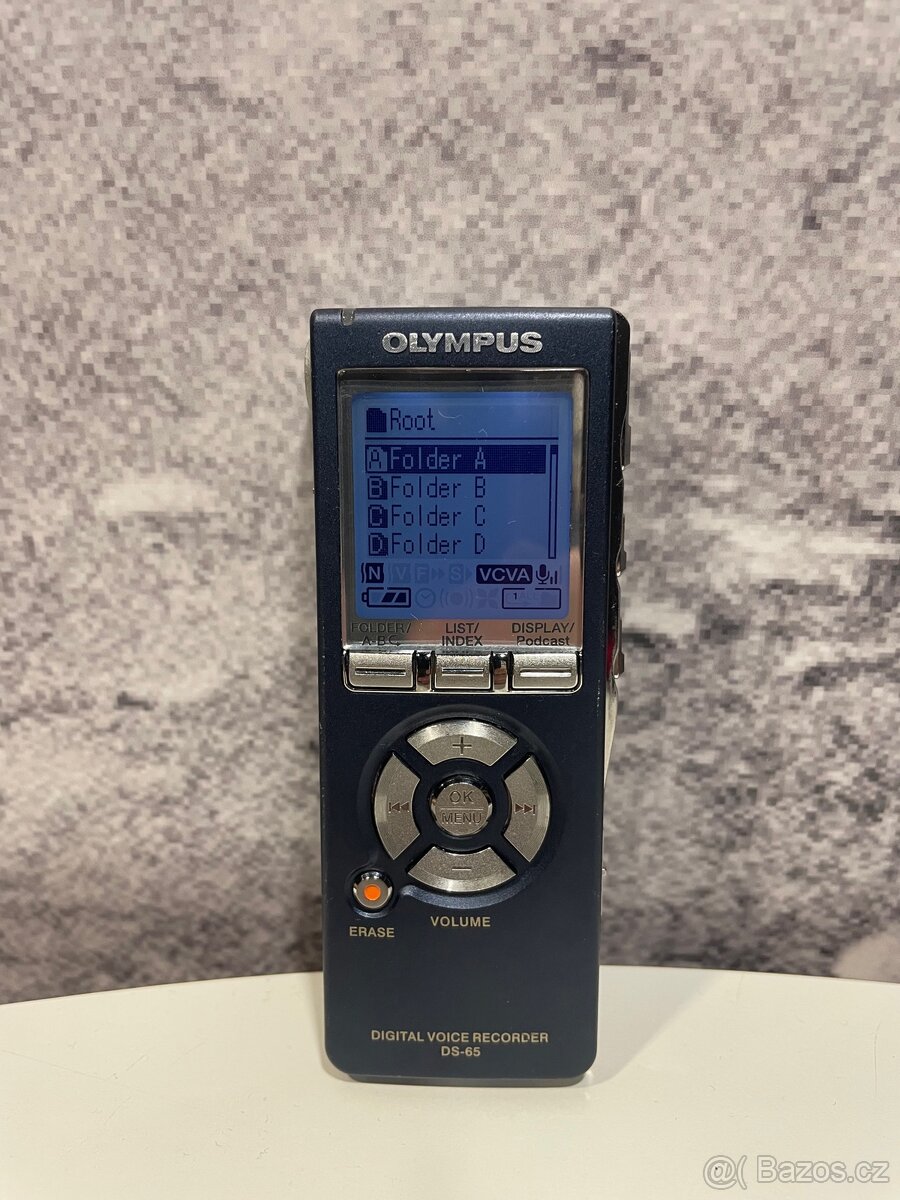 OLYMPUS
Root
A Folder A
B Folder B
C Folder C
D Folder D
N V F S VCVA
1
FOLDER/ LIST/ DISPLAY/
A·B·C INDEX Podcast
+
OK
MENU
−
VOLUME
ERASE
DIGITAL VOICE RECORDER
DS-65
@( Bazos.cz